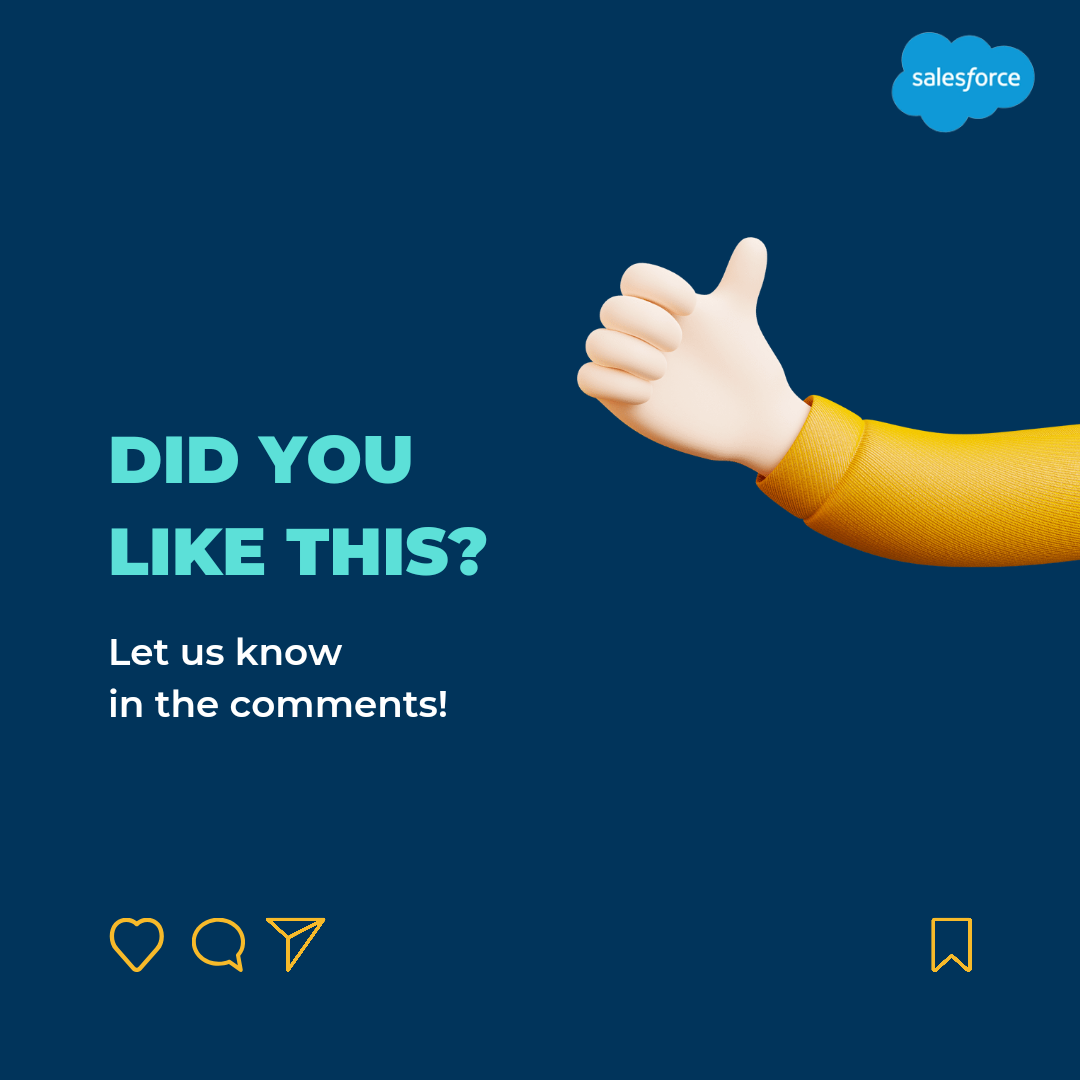 salesforce
DID YOU
LIKE THIS?
Let us know
in the comments!